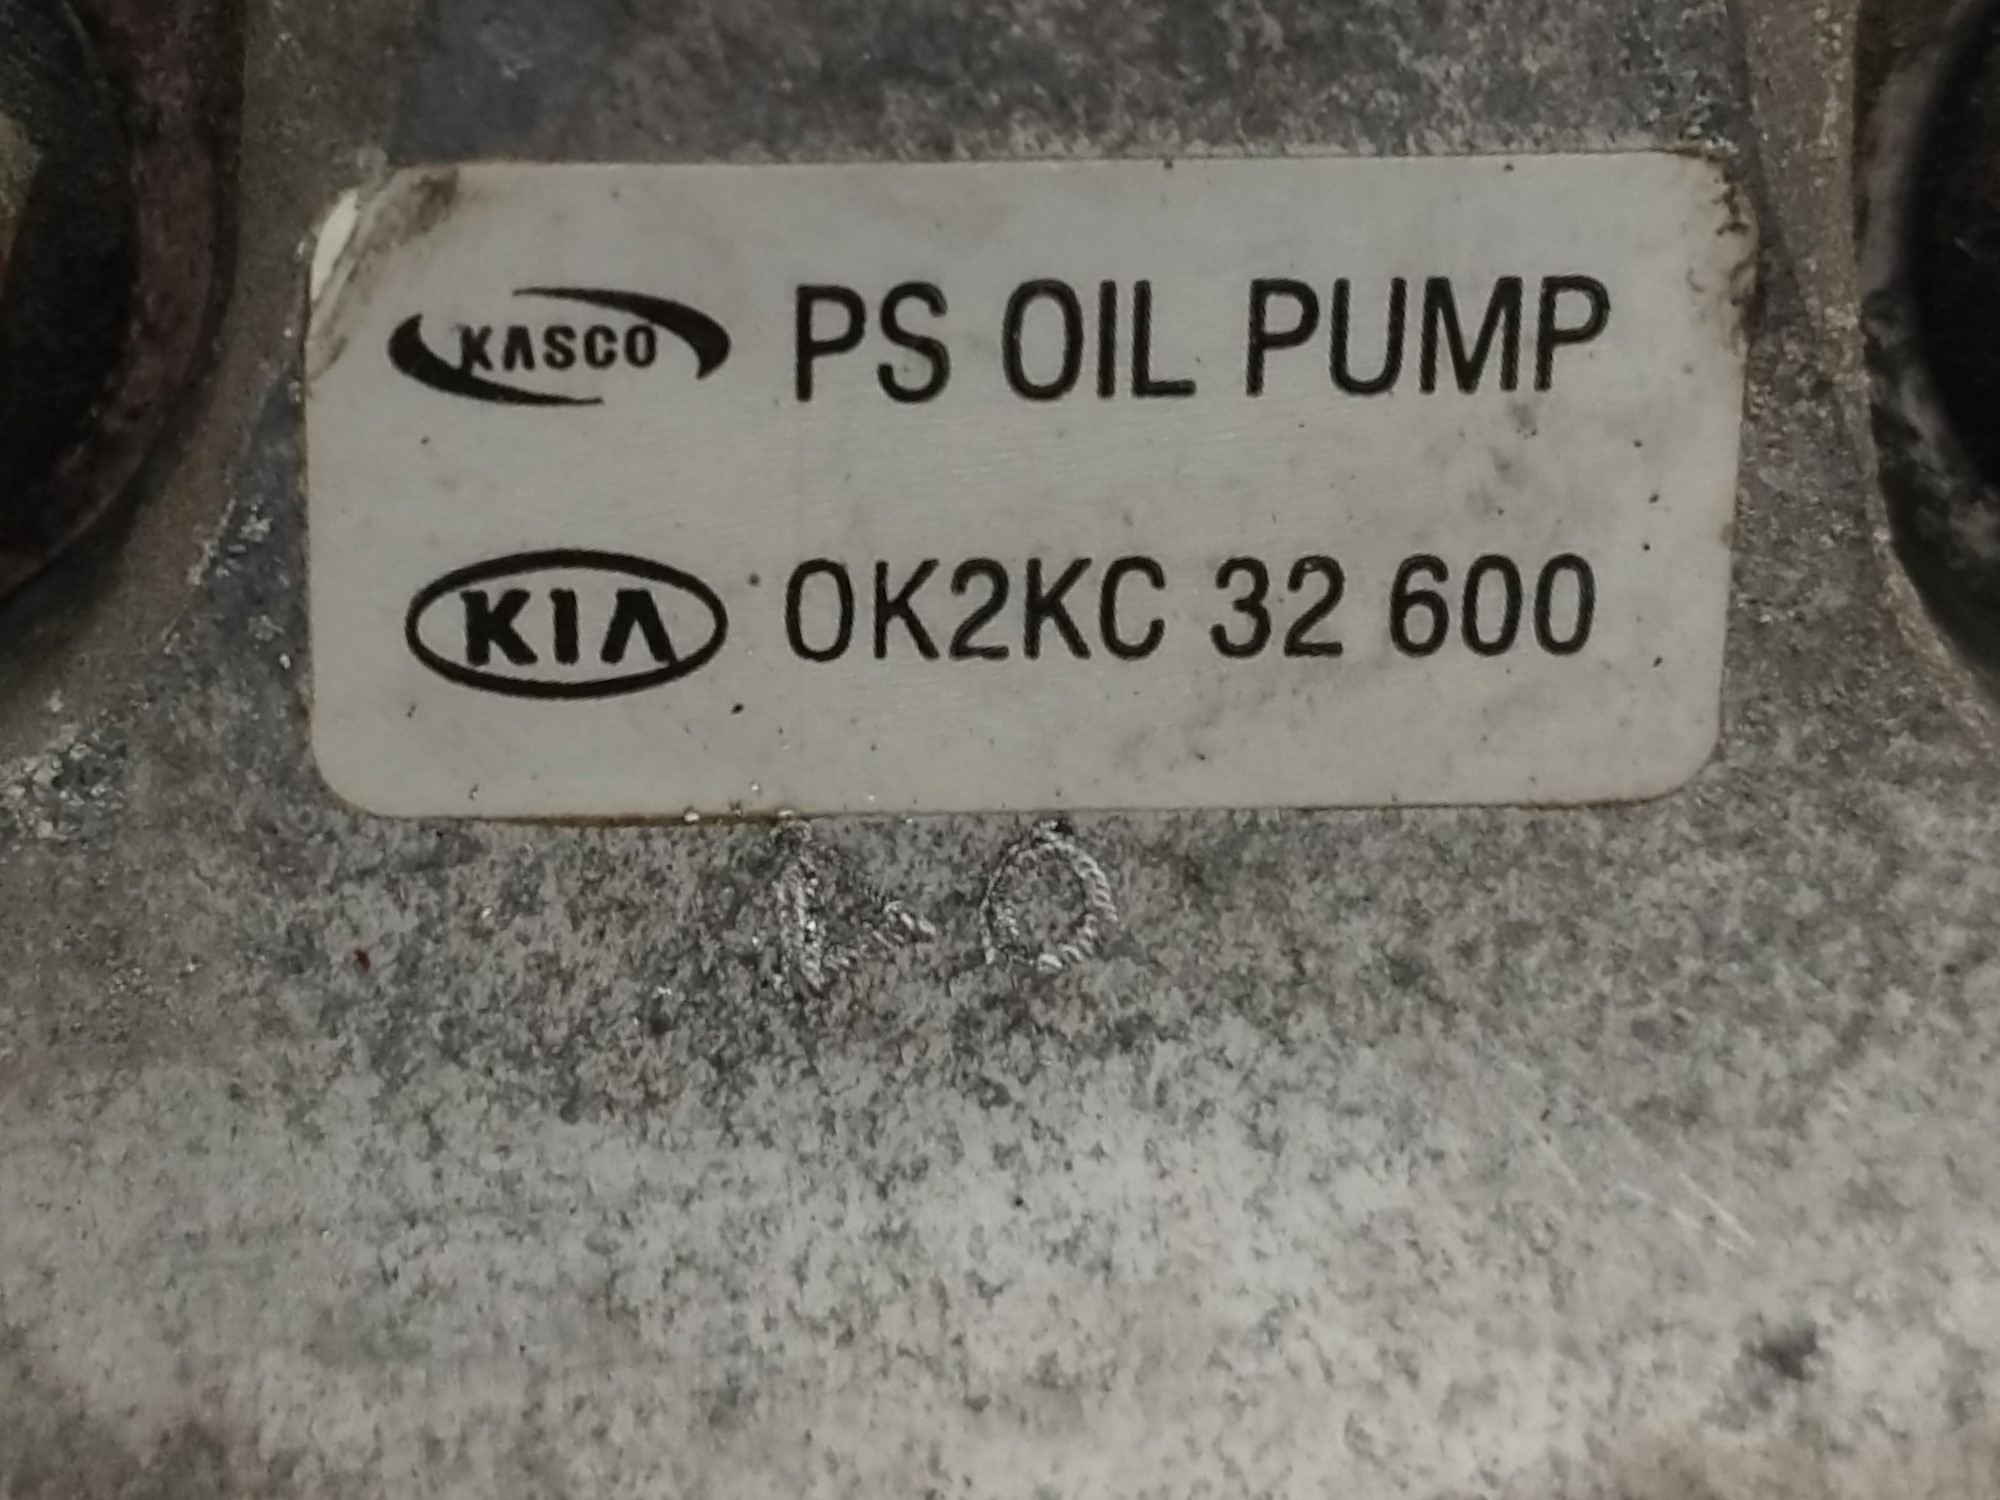 KASCO PS OIL PUMP
KIA 0K2KC 32 600